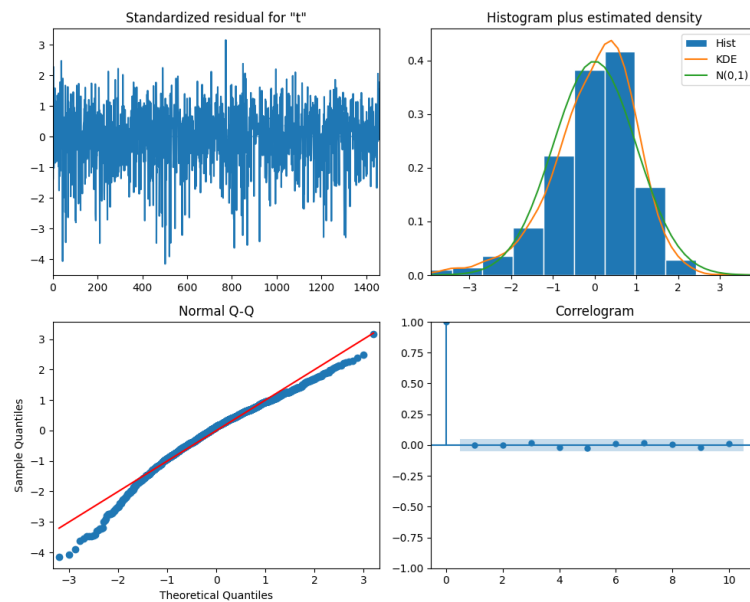 Standardized residual for "t"
3
2
1
0
−1
−2
−3
−4
0 200 400 600 800 1000 1200 1400
Histogram plus estimated density
Hist
KDE
N(0,1)
0.4
0.3
0.2
0.1
0.0
−3 −2 −1 0 1 2 3
Normal Q-Q
Sample Quantiles
3
2
1
0
−1
−2
−3
−4
−3 −2 −1 0 1 2 3
Theoretical Quantiles
Correlogram
1.00
0.75
0.50
0.25
0.00
−0.25
−0.50
−0.75
−1.00
0 2 4 6 8 10